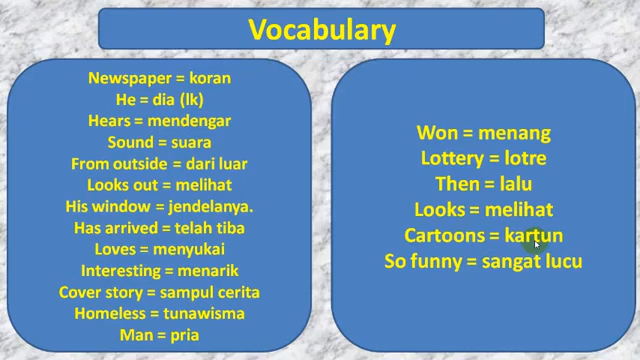 Vocabulary
Newspaper = koran
He = dia (lk)
Hears = mendengar
Sound = suara
From outside = dari luar
Looks out = melihat
His window = jendelanya.
Has arrived = telah tiba
Loves = menyukai
Interesting = menarik
Cover story = sampul cerita
Homeless = tunawisma
Man = pria
Won = menang
Lottery = lotre
Then = lalu
Looks = melihat
Cartoons = kartun
So funny = sangat lucu